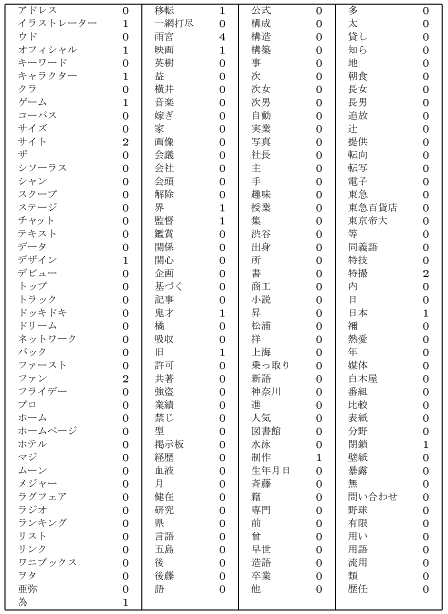 アドレス 0
イラストレーター 1
ウド 0
オフィシャル 1
キーワード 0
キャラクター 1
クラ 0
ゲーム 1
コーパス 0
サイズ 0
サイト 2
ザ 0
シソーラス 0
シャン 0
スクープ 0
ステージ 0
チャット 0
テキスト 0
データ 0
デザイン 1
デビュー 0
トップ 0
トラック 0
ドッキドキ 0
ドリーム 0
ネットワーク 0
バック 0
ファースト 0
ファン 2
フライデー 0
プロ 0
ホーム 0
ホームページ 0
ホテル 0
マジ 0
ムーン 0
メジャー 0
ラグフェア 0
ラジオ 0
ランキング 0
リスト 0
リンク 0
ワニブックス 0
ヲタ 0
亜弥 0
為 1
移転 1
一網打尽 0
雨宮 4
映画 1
英樹 0
益 0
横井 0
音楽 0
嫁ぎ 0
家 0
画像 0
会議 0
会社 0
会頭 0
解除 0
界 1
監督 1
鑑賞 0
関係 0
関心 0
企画 0
基づく 0
記事 0
鬼才 1
橘 0
吸収 0
旧 1
許可 0
共著 0
強盗 0
業績 0
禁じ 0
型 0
掲示板 0
経歴 0
血液 0
月 0
健在 0
研究 0
県 0
言語 0
五島 0
後 0
後藤 0
語 0
公式 0
構成 0
構造 0
構築 0
事 0
次 0
次女 0
次男 0
自動 0
実業 0
写真 0
社長 0
主 0
手 0
趣味 0
授業 0
集 0
渋谷 0
出身 0
所 0
書 0
商工 0
小説 0
昇 0
松浦 0
祥 0
上海 0
乗っ取り 0
新語 0
神奈川 0
進 0
人気 0
図書館 0
水泳 0
制作 1
生年月日 0
斉藤 0
籍 0
専門 0
前 0
曾 0
早世 0
造語 0
卒業 0
他 0
多 0
太 0
貸し 0
知ら 0
地 0
朝食 0
長女 0
長男 0
追放 0
辻 0
提供 0
転向 0
転写 0
電子 0
東急 0
東急百貨店 0
東京帝大 0
等 0
同義語 0
特技 0
特撮 2
内 0
日 0
日本 1
禰 0
熱愛 0
年 0
媒体 0
白木屋 0
番組 0
比較 0
表紙 0
分野 0
閉鎖 1
壁紙 0
暴露 0
無 0
問い合わせ 0
野球 0
有限 0
用い 0
用語 0
流用 0
類 0
歴任 0